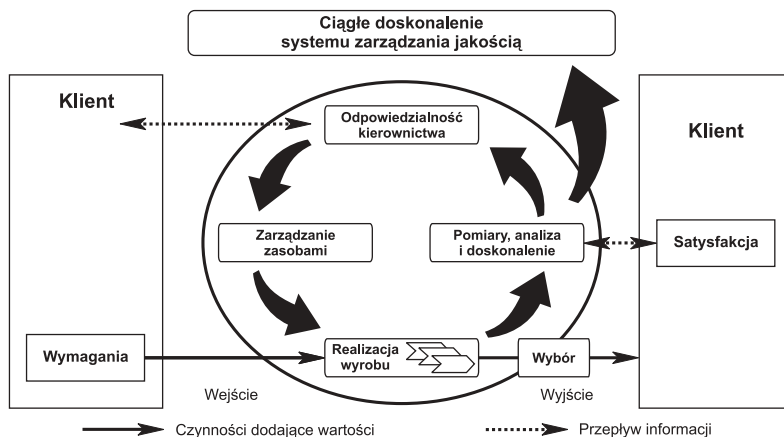 Ciągłe doskonalenie
systemu zarządzania jakością
Klient
Odpowiedzialność
kierownictwa
Klient
Zarządzanie
zasobami
Pomiary, analiza
i doskonalenie
Satysfakcja
Wymagania
Realizacja
wyrobu
Wybór
Wejście
Wyjście
Czynności dodające wartości
Przepływ informacji